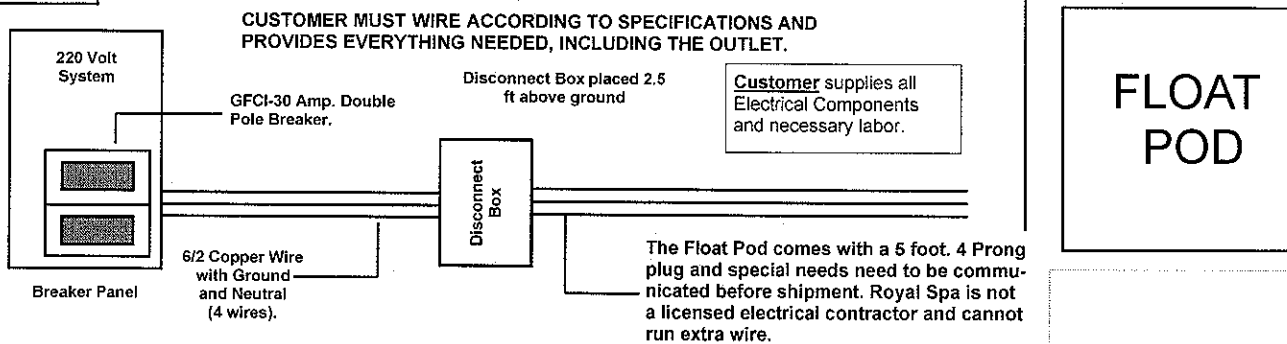 CUSTOMER MUST WIRE ACCORDING TO SPECIFICATIONS AND
PROVIDES EVERYTHING NEEDED, INCLUDING THE OUTLET.
220 Volt
System
GFCI-30 Amp. Double
Pole Breaker.
Disconnect Box placed 2.5
ft above ground
Customer supplies all
Electrical Components
and necessary labor.
FLOAT
POD
Disconnect
Box
6/2 Copper Wire
with Ground
and Neutral
(4 wires).
Breaker Panel
The Float Pod comes with a 5 foot. 4 Prong
plug and special needs need to be commu-
nicated before shipment. Royal Spa is not
a licensed electrical contractor and cannot
run extra wire.